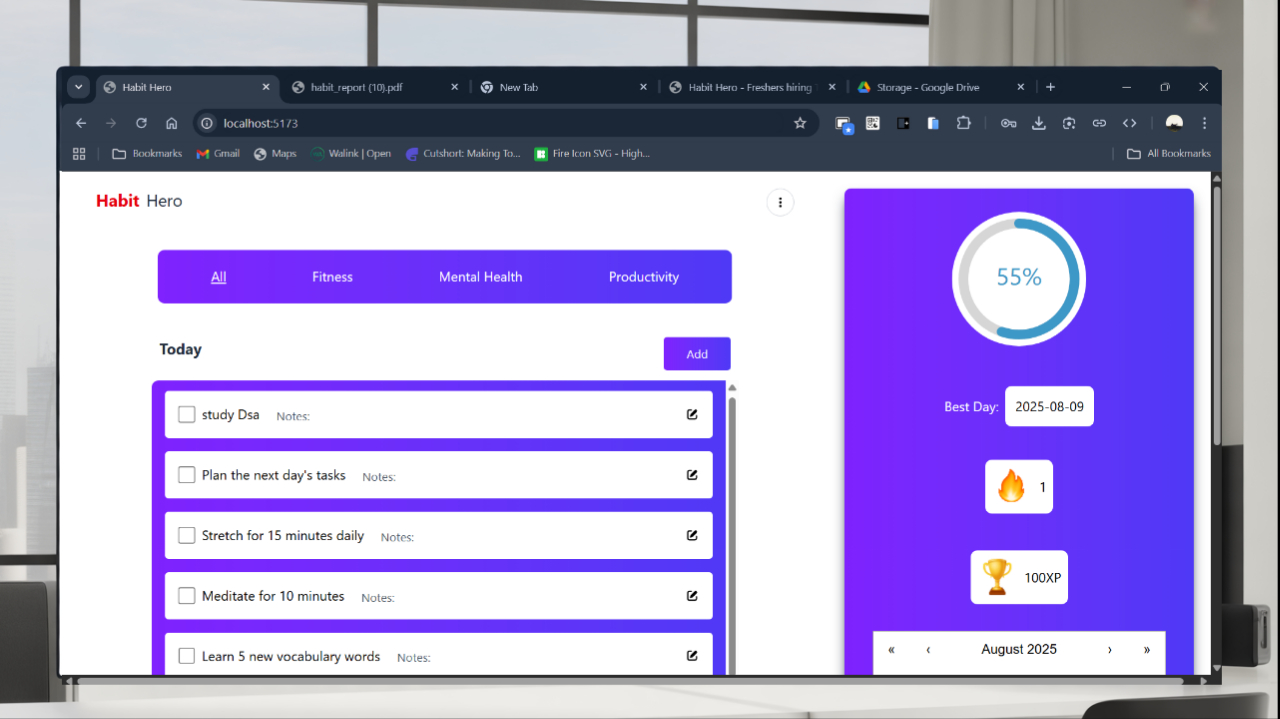 Habit Hero
habit_report (10).pdf
New Tab
Habit Hero - Freshers hiring
Storage - Google Drive
localhost:5173
Bookmarks
Gmail
Maps
Walink | Open
Cutshort: Making To...
Fire Icon SVG - High...
All Bookmarks
Habit Hero
All
Fitness
Mental Health
Productivity
Today
Add
study Dsa Notes:
Plan the next day's tasks Notes:
Stretch for 15 minutes daily Notes:
Meditate for 10 minutes Notes:
Learn 5 new vocabulary words Notes:
55%
Best Day: 2025-08-09
1
100XP
« ‹ August 2025 › »